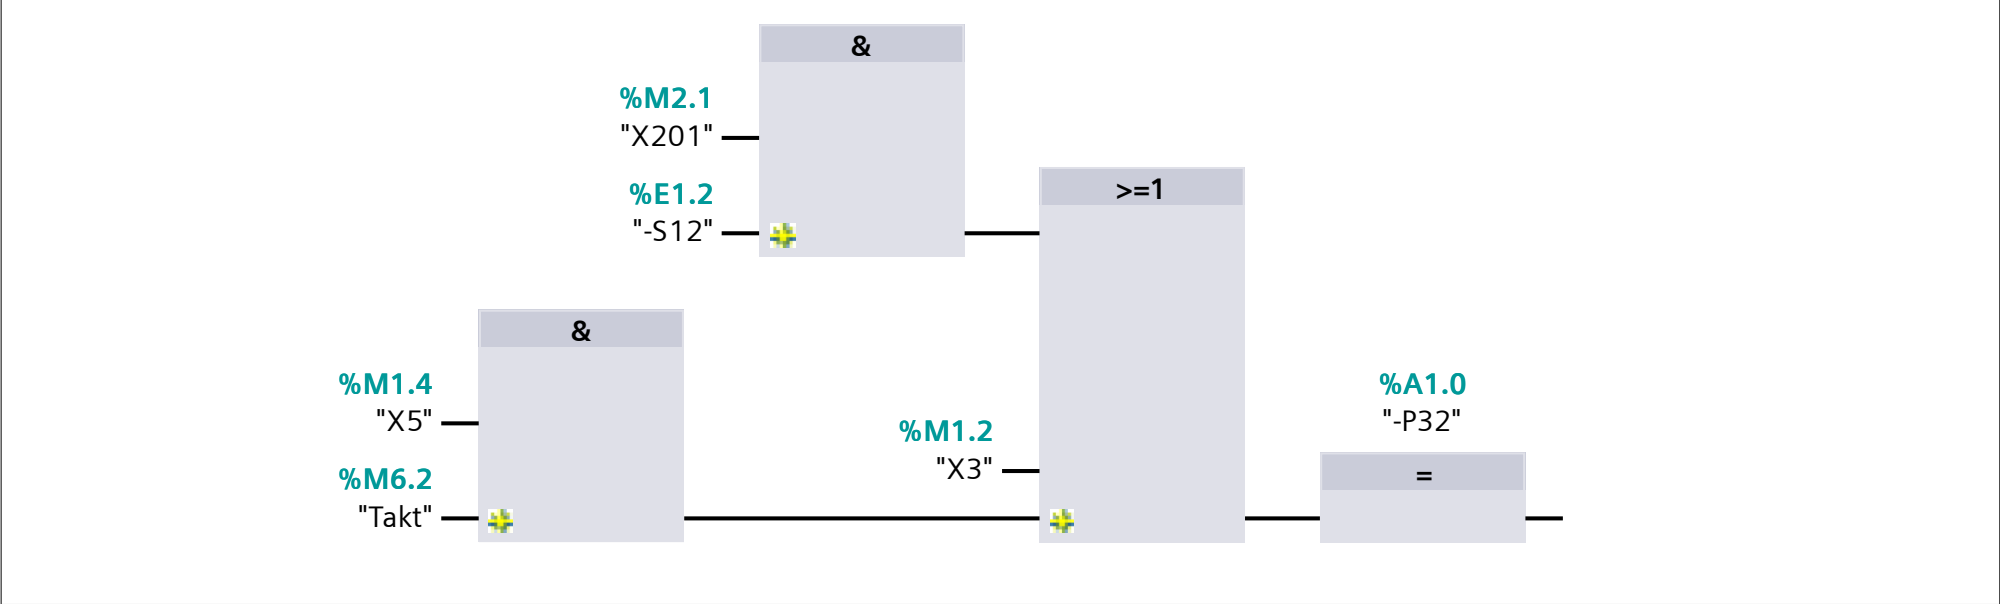 &
%M2.1
"X201"
%E1.2
"-S12"
>=1
&
%M1.4
"X5"
%M6.2
"Takt"
%M1.2
"X3"
%A1.0
"-P32"
=